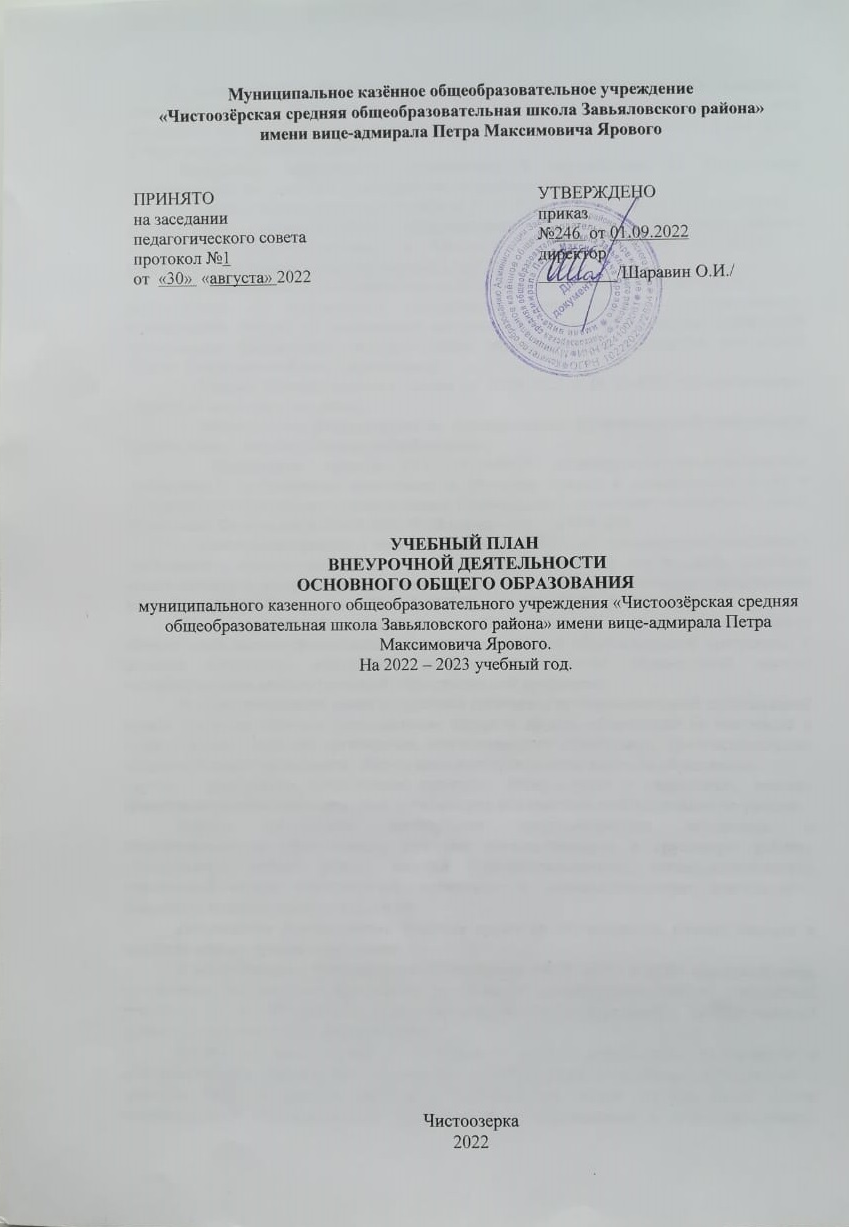 Муниципальное казённое общеобразовательное учреждение
«Чистоозёрская средняя общеобразовательная школа Завьяловского района»
имени вице-адмирала Петра Максимовича Ярового
ПРИНЯТО
на заседании
педагогического совета
протокол №1
от «30» «августа» 2022
УТВЕРЖДЕНО
приказ
№246 от 01.09.2022
директор
/Шаравин О.И./
Для
документов
УЧЕБНЫЙ ПЛАН
ВНЕУРОЧНОЙ ДЕЯТЕЛЬНОСТИ
ОСНОВНОГО ОБЩЕГО ОБРАЗОВАНИЯ
муниципального казенного общеобразовательного учреждения «Чистоозёрская средняя
общеобразовательная школа Завьяловского района» имени вице-адмирала Петра
Максимовича Ярового.
На 2022 – 2023 учебный год.
Чистоозерка
2022